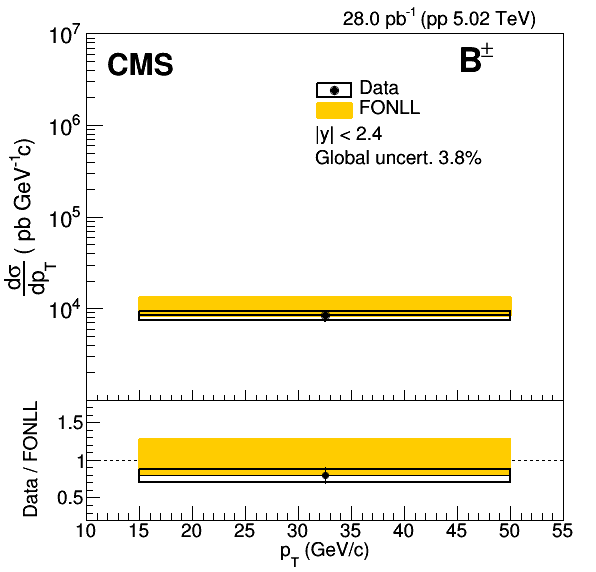 28.0 pb⁻¹ (pp 5.02 TeV)
CMS
B±
Data
FONLL
|y| < 2.4
Global uncert. 3.8%
dσ/dp_T ( pb GeV⁻¹c)
10⁷
10⁶
10⁵
10⁴
Data / FONLL
1.5
1
0.5
10 15 20 25 30 35 40 45 50 55
p_T (GeV/c)